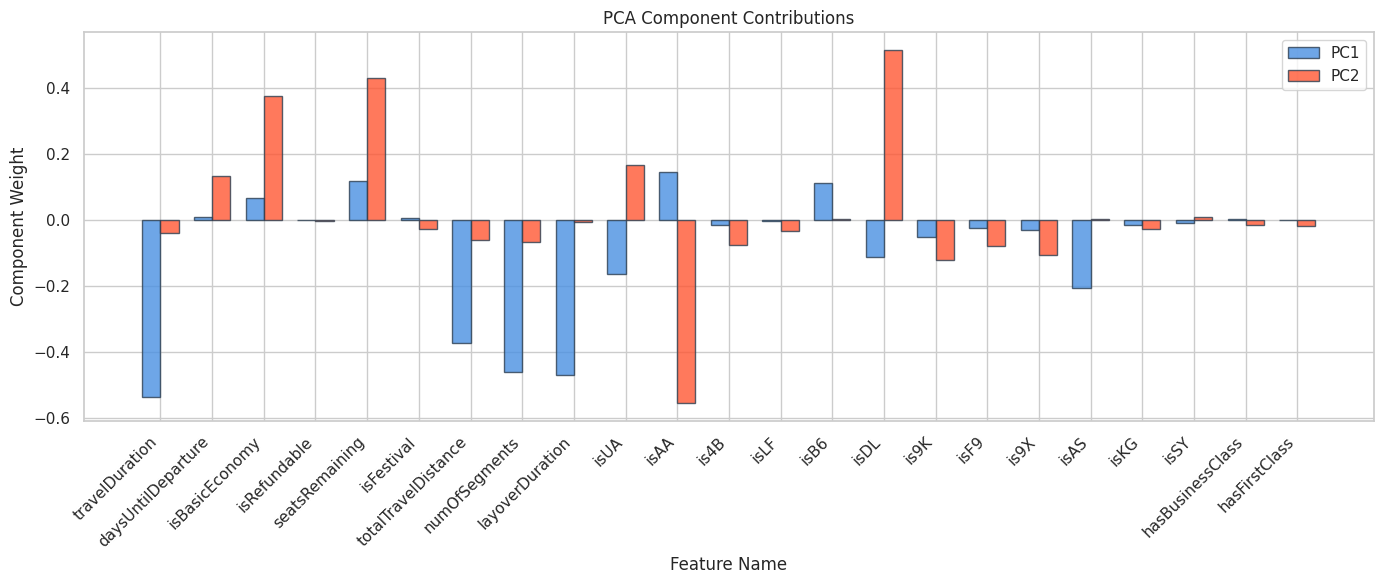 PCA Component Contributions
PC1
PC2
Component Weight
0.4
0.2
0.0
−0.2
−0.4
−0.6
travelDuration
daysUntilDeparture
isBasicEconomy
isRefundable
seatsRemaining
isFestival
totalTravelDistance
numOfSegments
layoverDuration
isUA
isAA
is4B
isLF
isB6
isDL
is9K
isF9
is9X
isAS
isKG
isSY
hasBusinessClass
hasFirstClass
Feature Name